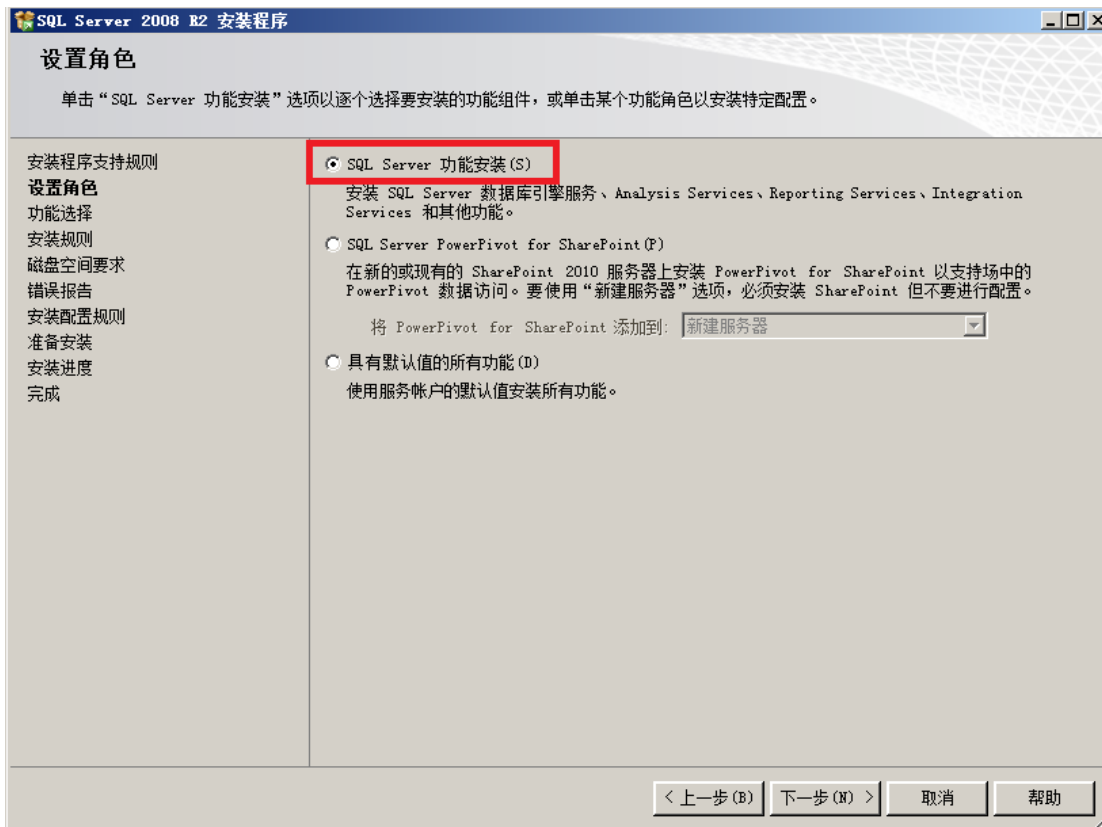 SQL Server 2008 R2 安装程序
设置角色
单击“SQL Server 功能安装”选项以逐个选择要安装的功能组件，或单击某个功能角色以安装特定配置。
安装程序支持规则
设置角色
功能选择
安装规则
磁盘空间要求
错误报告
安装配置规则
准备安装
安装进度
完成
SQL Server 功能安装(S)
安装 SQL Server 数据库引擎服务、Analysis Services、Reporting Services、Integration
Services 和其他功能。
SQL Server PowerPivot for SharePoint(P)
在新的或现有的 SharePoint 2010 服务器上安装 PowerPivot for SharePoint 以支持场中的
PowerPivot 数据访问。要使用“新建服务器”选项，必须安装 SharePoint 但不要进行配置。
将 PowerPivot for SharePoint 添加到: 新建服务器
具有默认值的所有功能(D)
使用服务帐户的默认值安装所有功能。
< 上一步(B) 下一步(N) > 取消 帮助